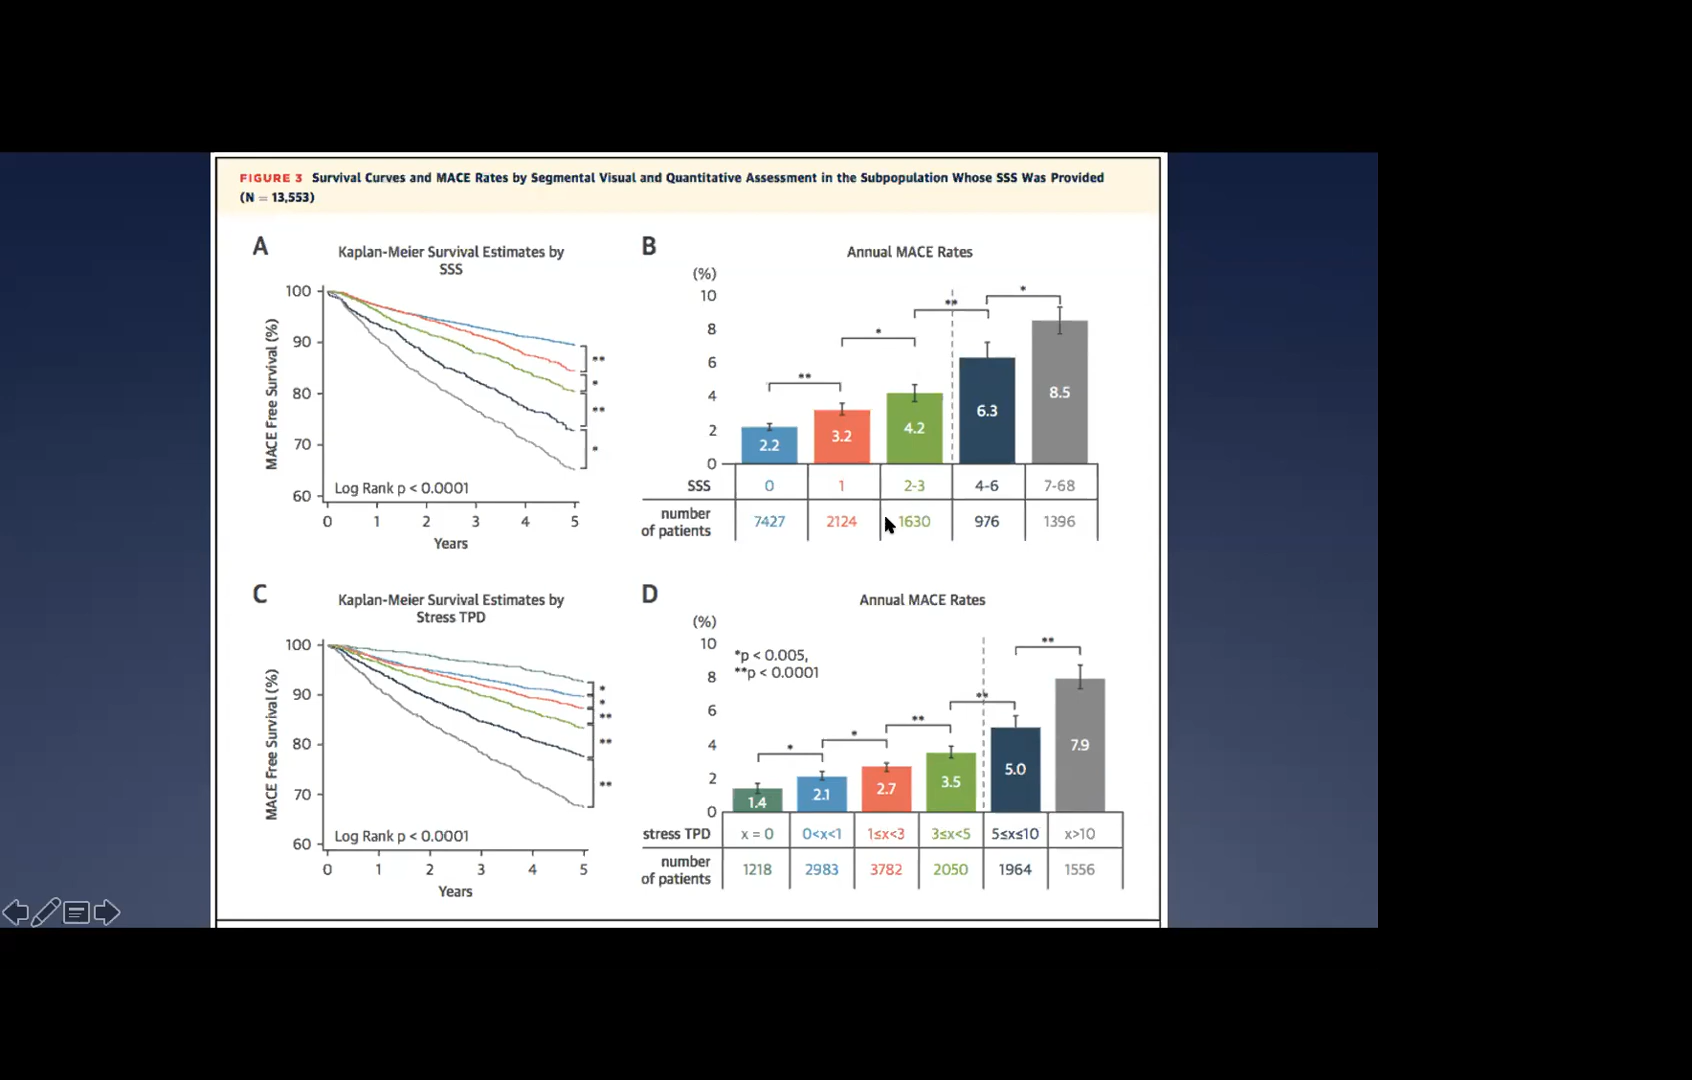 FIGURE 3 Survival Curves and MACE Rates by Segmental Visual and Quantitative Assessment in the Subpopulation Whose SSS Was Provided
(N = 13,553)
A
Kaplan-Meier Survival Estimates by
SSS
MACE Free Survival (%)
100
90
80
70
60
**
*
**
*
Log Rank p < 0.0001
0 1 2 3 4 5
Years
B
Annual MACE Rates
(%)
10
8
6
4
2
0
**
*
**
*
2.2 3.2 4.2 6.3 8.5
SSS 0 1 2-3 4-6 7-68
number
of patients 7427 2124 1630 976 1396
C
Kaplan-Meier Survival Estimates by
Stress TPD
MACE Free Survival (%)
100
90
80
70
60
*
*
**
**
**
Log Rank p < 0.0001
0 1 2 3 4 5
Years
D
Annual MACE Rates
(%)
10
8
6
4
2
0
*p < 0.005,
**p < 0.0001
*
*
**
**
**
1.4 2.1 2.7 3.5 5.0 7.9
stress TPD x = 0 0<x<1 1≤x<3 3≤x<5 5≤x≤10 x>10
number
of patients 1218 2983 3782 2050 1964 1556